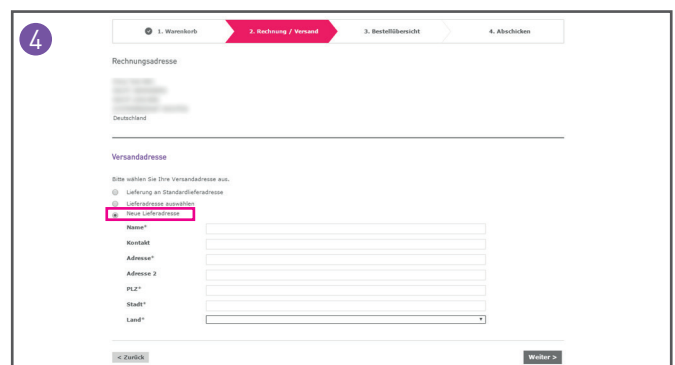 4
1. Warenkorb
2. Rechnung / Versand
3. Bestellübersicht
4. Abschicken
Rechnungsadresse
Deutschland
Versandadresse
Bitte wählen Sie Ihre Versandadresse aus.
Lieferung an Standardlieferadresse
Lieferadresse auswählen
Neue Lieferadresse
Name*
Kontakt
Adresse*
Adresse 2
PLZ*
Stadt*
Land*
< Zurück
Weiter >